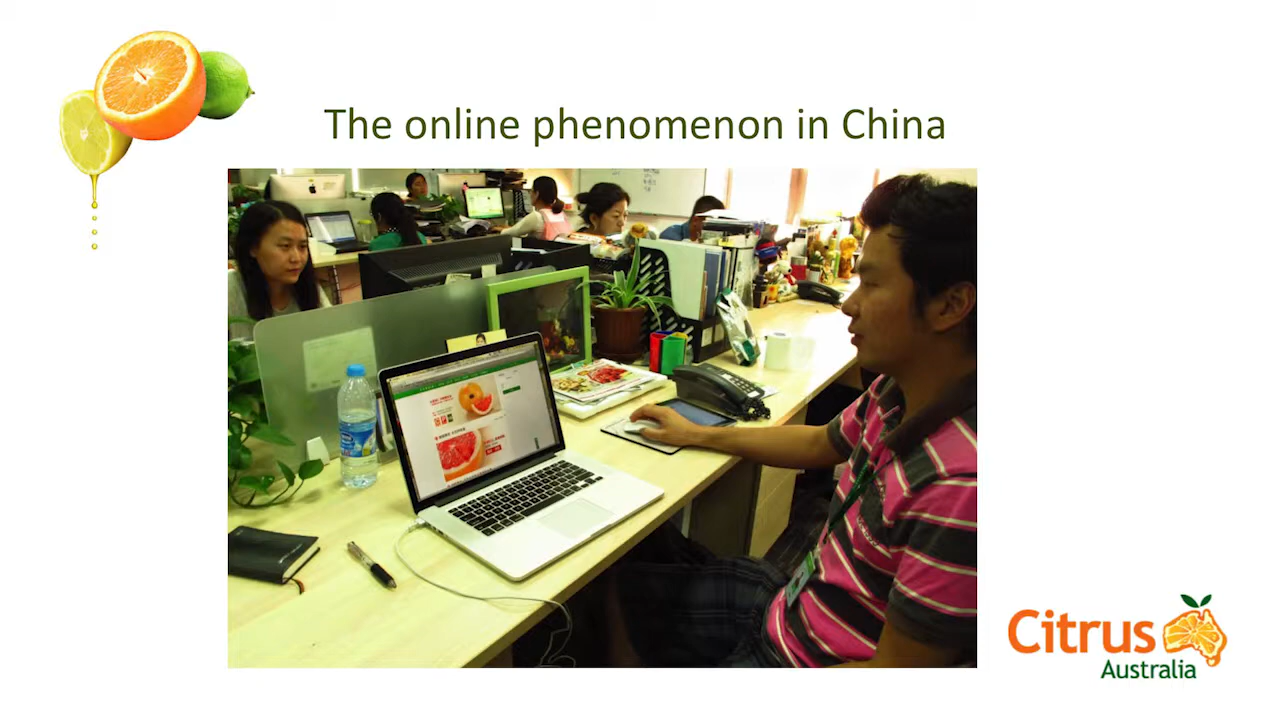 The online phenomenon in China
Citrus
Australia